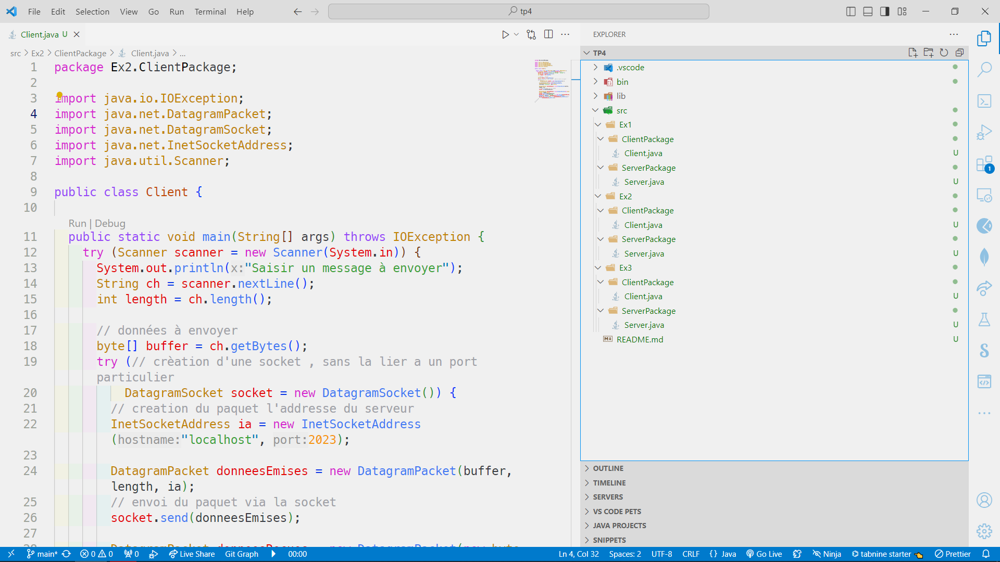 File Edit Selection View Go Run Terminal Help
tp4
Client.java U
src > Ex2 > ClientPackage > Client.java > ...
1 package Ex2.ClientPackage;
2
3 import java.io.IOException;
4 import java.net.DatagramPacket;
5 import java.net.DatagramSocket;
6 import java.net.InetSocketAddress;
7 import java.util.Scanner;
8
9 public class Client {
10
Run | Debug
11 public static void main(String[] args) throws IOException {
12 try (Scanner scanner = new Scanner(System.in)) {
13 System.out.println(x:"Saisir un message à envoyer");
14 String ch = scanner.nextLine();
15 int length = ch.length();
16
17 // données à envoyer
18 byte[] buffer = ch.getBytes();
19 try (// crèation d'une socket , sans la lier a un port
particulier
20 DatagramSocket socket = new DatagramSocket()) {
21 // creation du paquet l'addresse du serveur
22 InetSocketAddress ia = new InetSocketAddress
(hostname:"localhost", port:2023);
23
24 DatagramPacket donneesEmises = new DatagramPacket(buffer,
length, ia);
25 // envoi du paquet via la socket
26 socket.send(donneesEmises);
27
EXPLORER
TP4
.vscode
bin
lib
src
Ex1
ClientPackage
Client.java U
ServerPackage
Server.java U
Ex2
ClientPackage
Client.java U
ServerPackage
Server.java U
Ex3
ClientPackage
Client.java U
ServerPackage
Server.java U
README.md U
OUTLINE
TIMELINE
SERVERS
VS CODE PETS
JAVA PROJECTS
SNIPPETS
1
main* 0 0 0 Live Share Git Graph 00:00 Ln 4, Col 32 Spaces: 2 UTF-8 CRLF {} Java Go Live Ninja tabnine starter Prettier